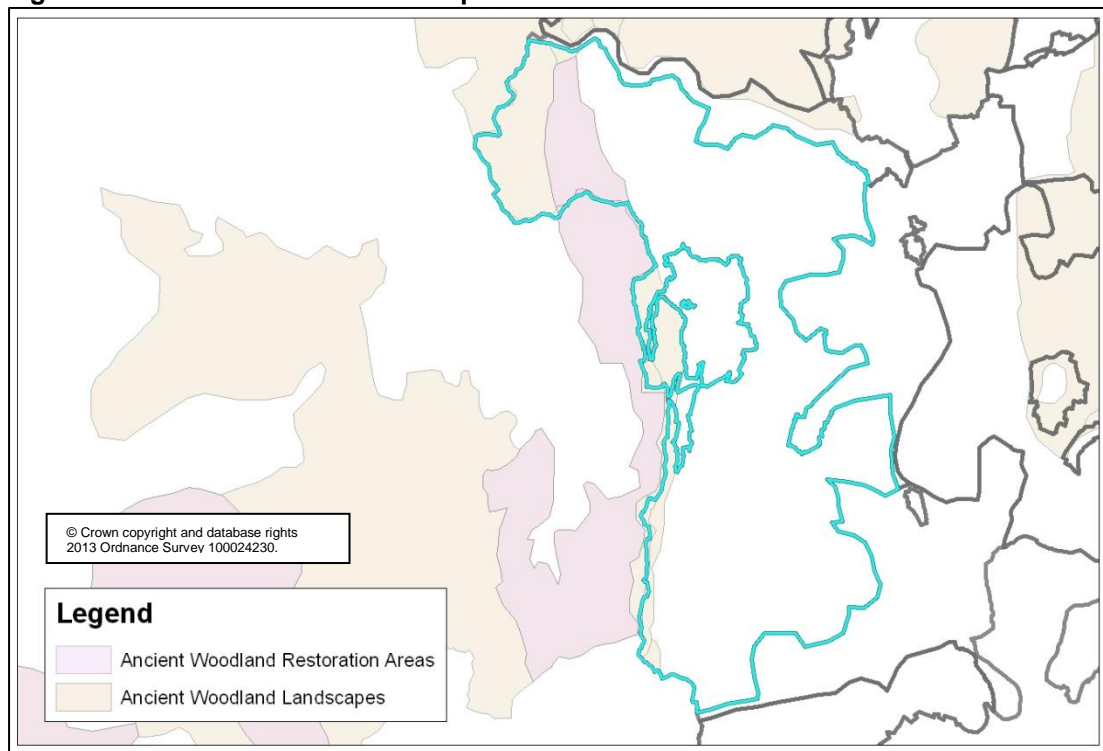 © Crown copyright and database rights
2013 Ordnance Survey 100024230.
Legend
Ancient Woodland Restoration Areas
Ancient Woodland Landscapes